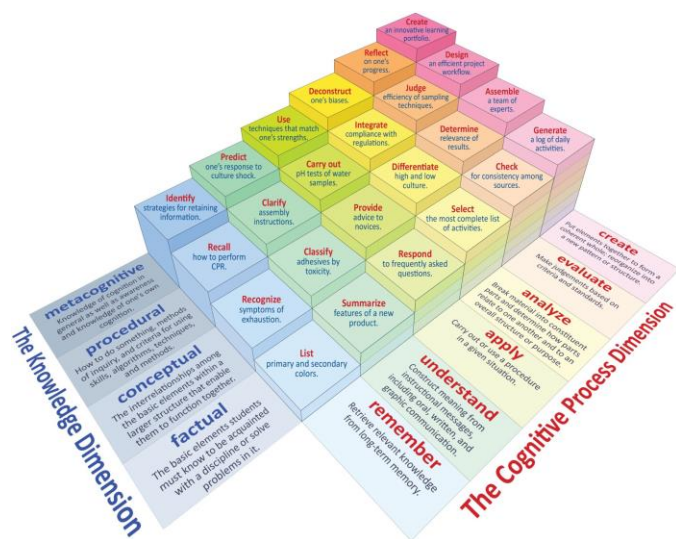 Create
an innovative learning
portfolio.
Reflect
on one's
progress.
Design
an efficient project
workflow.
Deconstruct
one's biases.
Judge
efficiency of sampling
techniques.
Assemble
a team of
experts.
Use
techniques that match
one's strengths.
Integrate
compliance with
regulations.
Determine
relevance of
results.
Generate
a log of daily
activities.
Predict
one's response to
culture shock.
Carry out
pH tests of water
samples.
Differentiate
high and low
culture.
Check
for consistency among
sources.
Identify
strategies for retaining
information.
Clarify
assembly
instructions.
Provide
advice to
novices.
Select
the most complete list
of activities.
Recall
how to perform
CPR.
Classify
adhesives by
toxicity.
Respond
to frequently asked
questions.
Recognize
symptoms of
exhaustion.
Summarize
features of a new
product.
List
primary and secondary
colors.
The Knowledge Dimension
metacognitive
Knowledge of cognition in
general as well as awareness
and knowledge of one's own
cognition.
procedural
How to do something, methods
of inquiry, and criteria for using
skills, algorithms, techniques,
and methods.
conceptual
The interrelationships among
the basic elements within a
larger structure that enable
them to function together.
factual
The basic elements students
must know to be acquainted
with a discipline or solve
problems in it.
The Cognitive Process Dimension
create
Put elements together to form a
coherent whole; reorganize into
a new pattern or structure.
evaluate
Make judgments based on
criteria and standards.
analyze
Break material into constituent
parts and determine how parts
relate to one another and to an
overall structure or purpose.
apply
Carry out or use a procedure
in a given situation.
understand
Construct meaning from
instructional messages,
including oral, written, and
graphic communication.
remember
Retrieve relevant knowledge
from long-term memory.